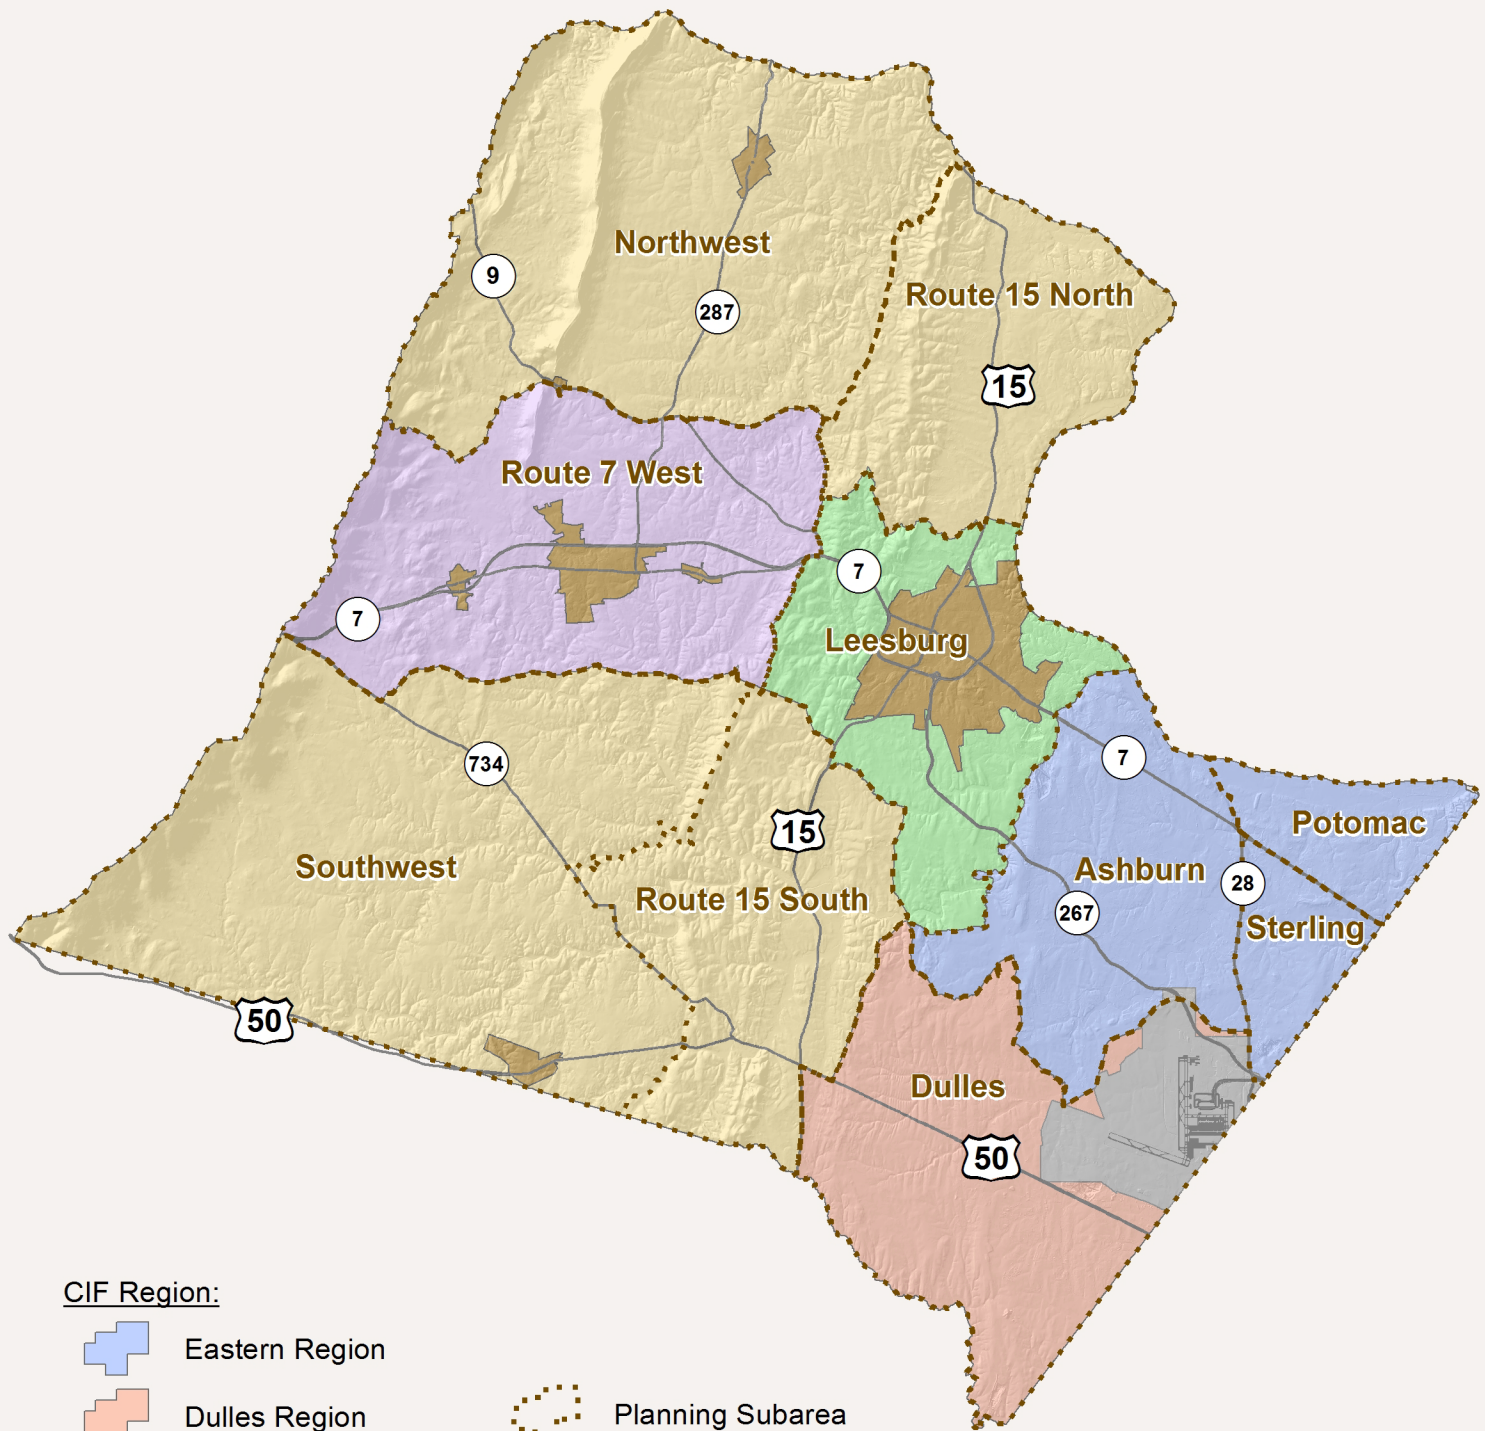 Northwest
9
287
Route 15 North
15
Route 7 West
7
7
Leesburg
734
7
15
Potomac
Southwest
Ashburn
28
Route 15 South
267
Sterling
50
Dulles
50
CIF Region:
Eastern Region
Dulles Region
Planning Subarea